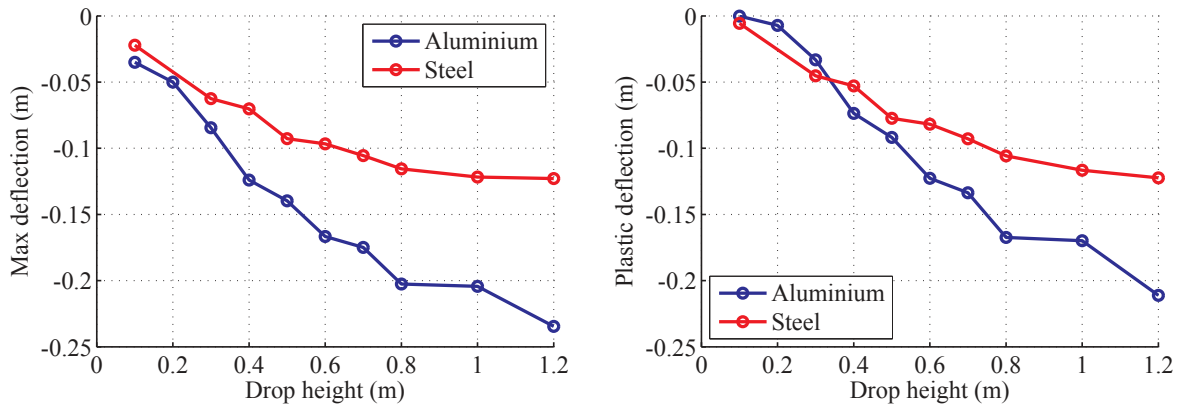 0
-0.05
-0.1
-0.15
-0.2
-0.25
Max deflection (m)
Aluminium
Steel
0 0.2 0.4 0.6 0.8 1 1.2
Drop height (m)
0
-0.05
-0.1
-0.15
-0.2
-0.25
Plastic deflection (m)
Aluminium
Steel
0 0.2 0.4 0.6 0.8 1 1.2
Drop height (m)